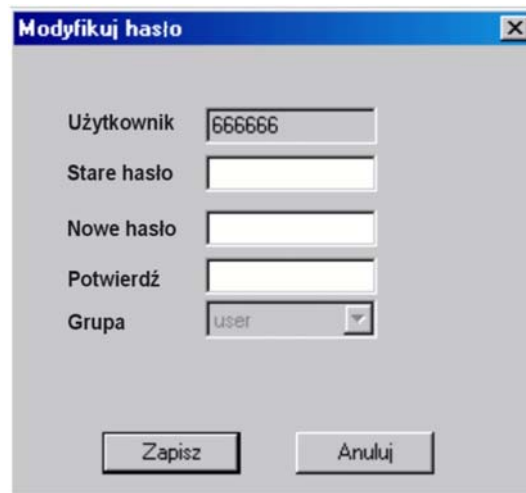 Modyfikuj hasło
Użytkownik 666666
Stare hasło
Nowe hasło
Potwierdź
Grupa user
Zapisz Anuluj